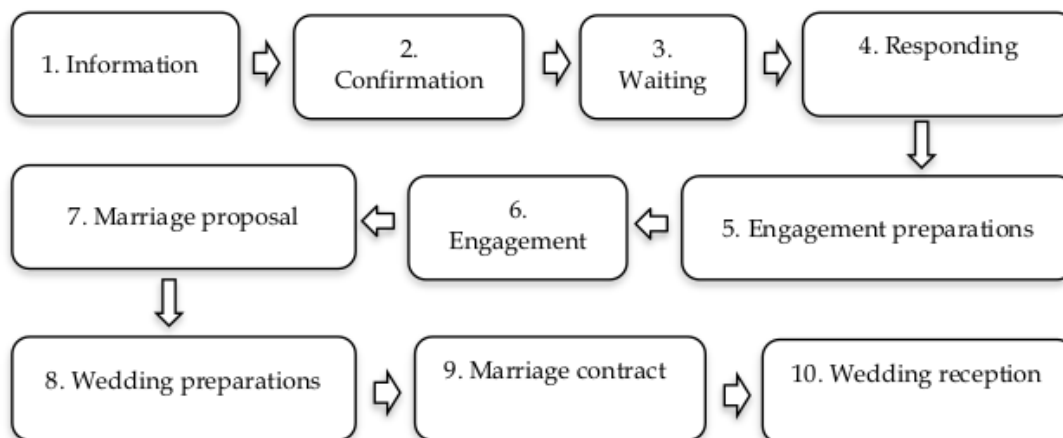 1. Information
2.
Confirmation
3.
Waiting
4. Responding
5. Engagement preparations
6.
Engagement
7. Marriage proposal
8. Wedding preparations
9. Marriage contract
10. Wedding reception